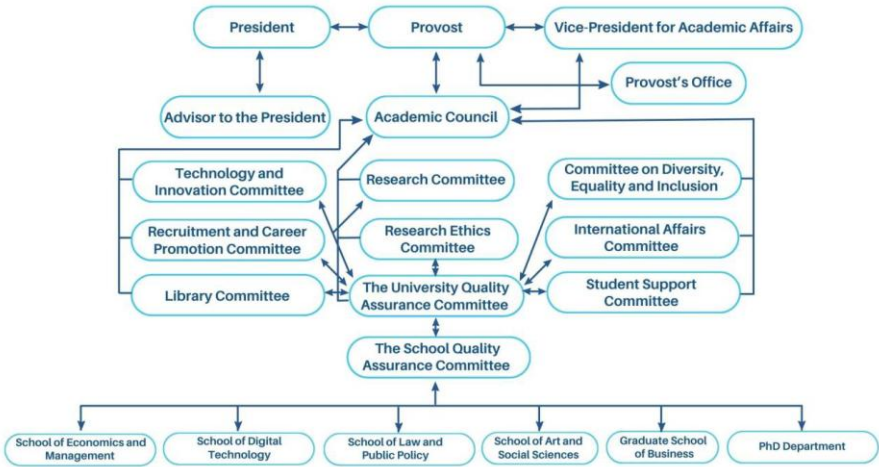 President
Provost
Vice-President for Academic Affairs
Provost's Office
Advisor to the President
Academic Council
Technology and
Innovation Committee
Research Committee
Committee on Diversity,
Equality and Inclusion
Recruitment and Career
Promotion Committee
Research Ethics
Committee
International Affairs
Committee
Library Committee
The University Quality
Assurance Committee
Student Support
Committee
The School Quality
Assurance Committee
School of Economics and
Management
School of Digital
Technology
School of Law and
Public Policy
School of Art and
Social Sciences
Graduate School
of Business
PhD Department